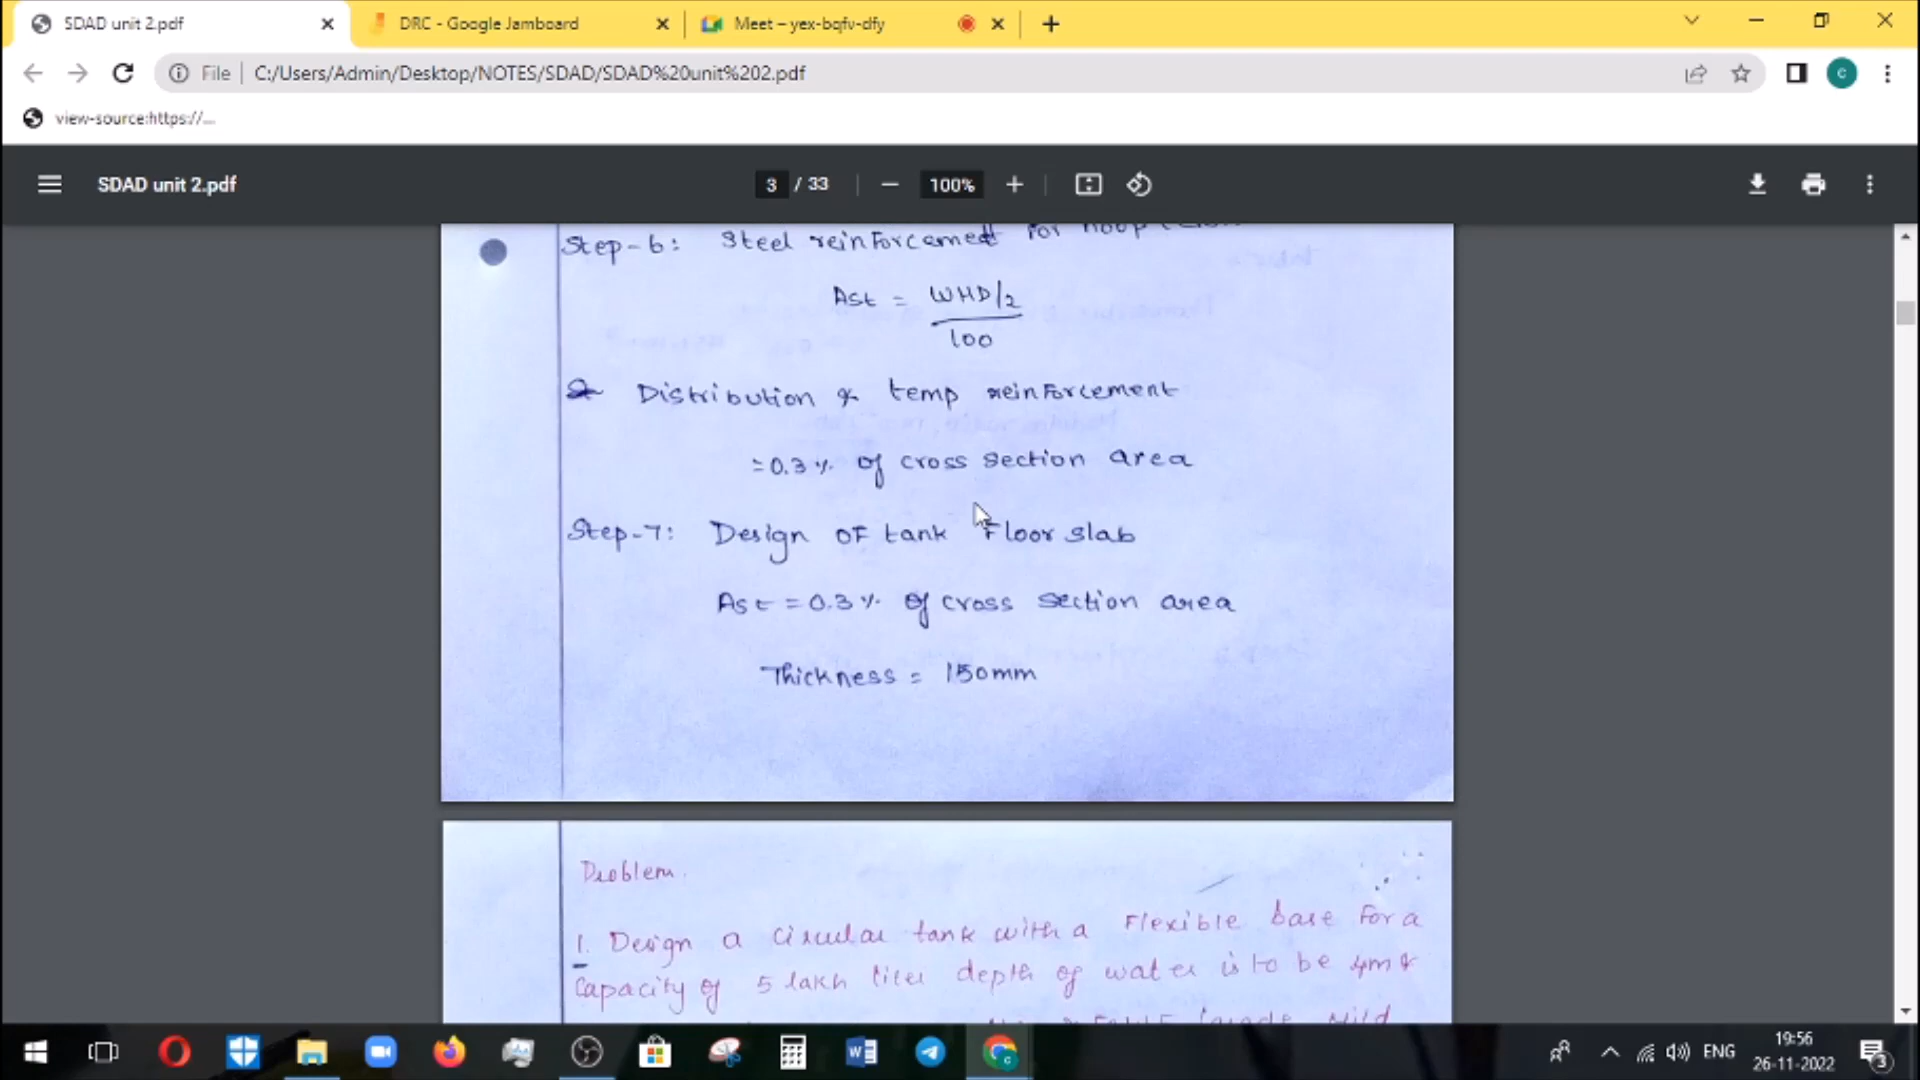 SDAD unit 2.pdf
DRC - Google Jamboard
Meet – yex-bqfv-dfy
File
C:/Users/Admin/Desktop/NOTES/SDAD/SDAD%20unit%202.pdf
c
view-source:https://...
SDAD unit 2.pdf
3 / 33
100%
Step-6: Steel reinforcement for hoop
Ast = WHD/2
100
Distribution & temp reinforcement
=0.3% of cross section area
Step-7: Design of tank Floor slab
Ast =0.3% of cross section area
Thickness = 150mm
Problem.
1. Design a circular tank with a Flexible base for a
capacity of 5 lakh liter depth of water is to be 4m &
Mild
ENG
19:56
26-11-2022
3